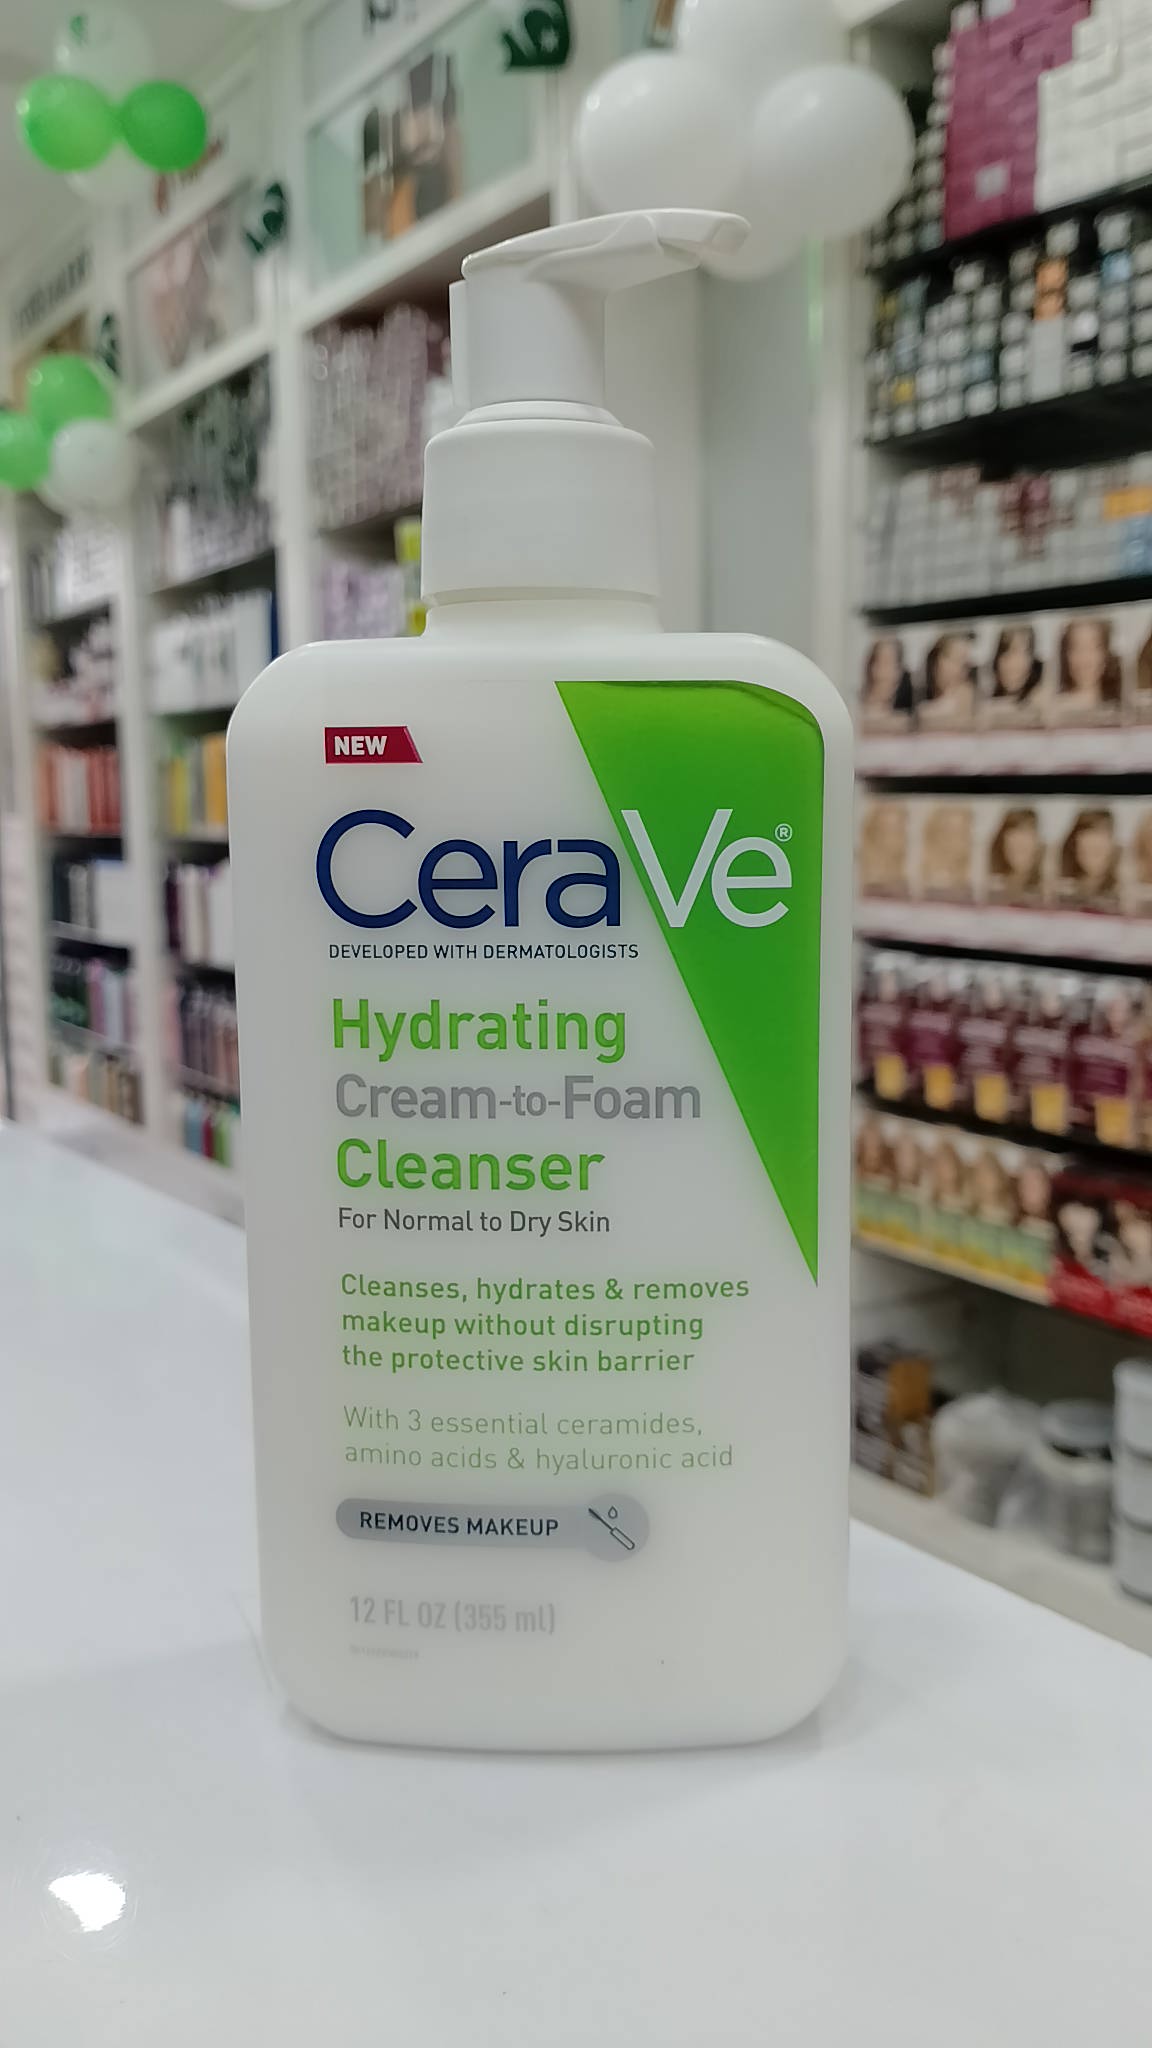 NEW
CeraVe®
DEVELOPED WITH DERMATOLOGISTS
Hydrating
Cream-to-Foam
Cleanser
For Normal to Dry Skin
Cleanses, hydrates & removes
makeup without disrupting
the protective skin barrier
With 3 essential ceramides,
amino acids & hyaluronic acid
REMOVES MAKEUP
12 FL OZ (355 ml)